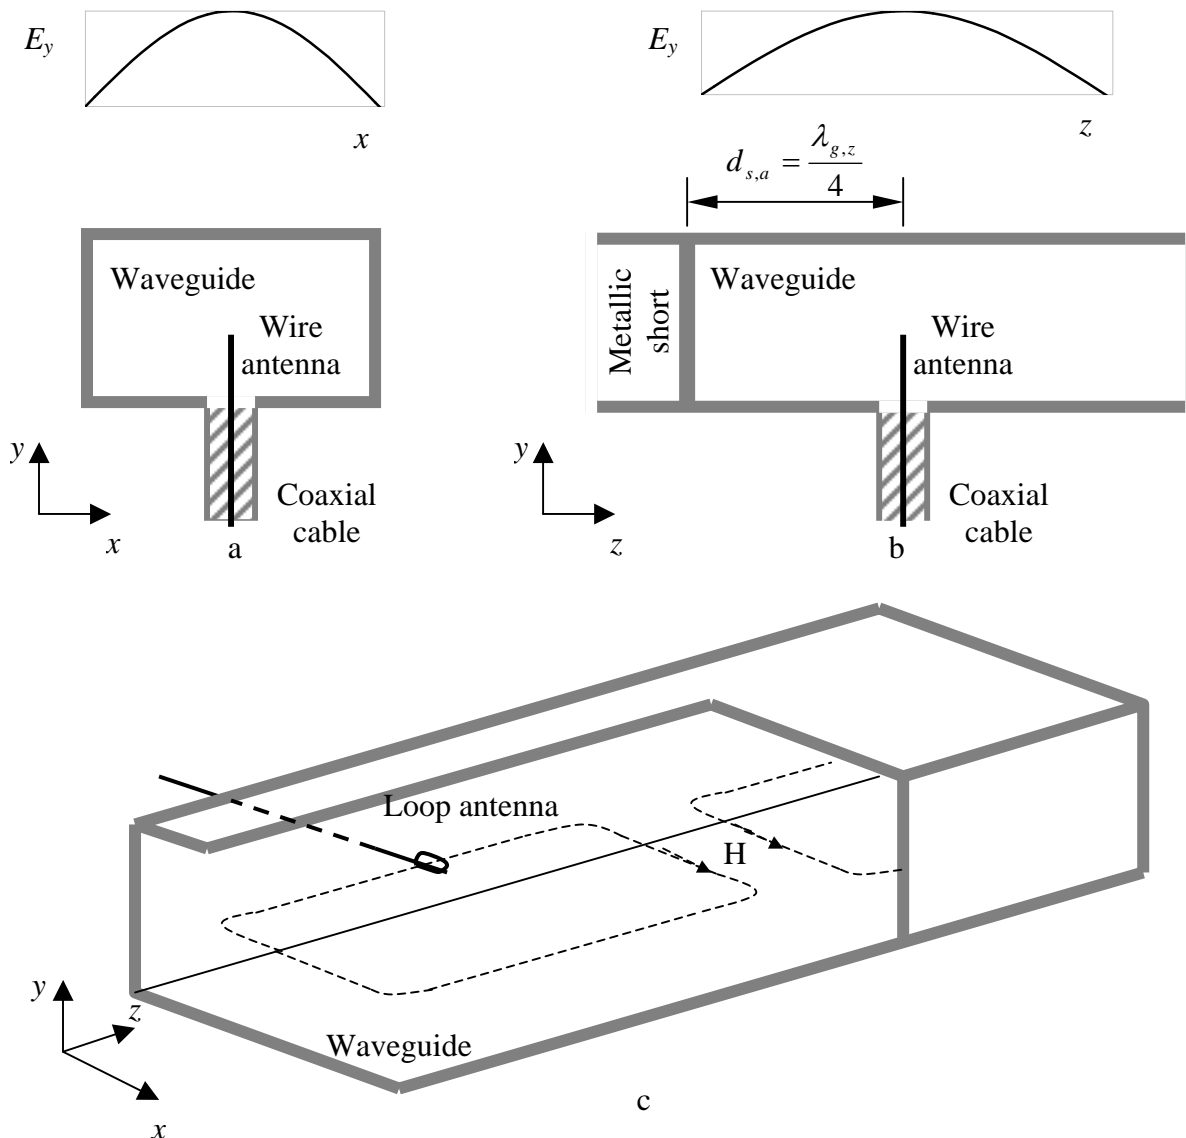 E_y
x
Waveguide
Wire
antenna
y
x
Coaxial
cable
a
E_y
z
d_{s,a} = \frac{λ_{g,z}}{4}
Metallic
short
Waveguide
Wire
antenna
y
z
Coaxial
cable
b
Loop antenna
H
y
z
x
Waveguide
c